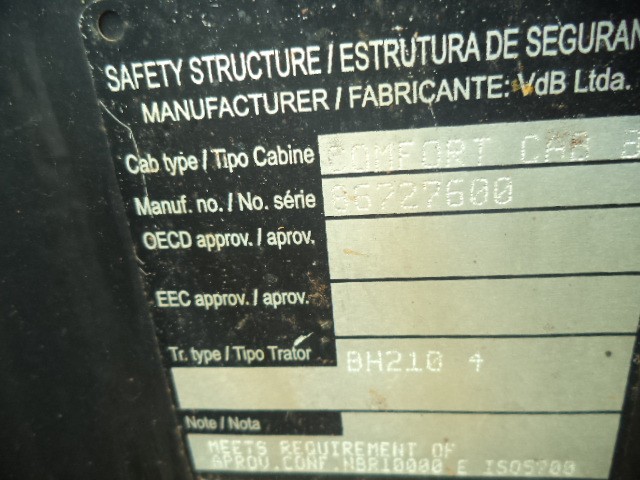 SAFETY STRUCTURE / ESTRUTURA DE SEGURAN
MANUFACTURER / FABRICANTE: VdB Ltda.
Cab type / Tipo Cabine COMFORT CAB
Manuf. no. / No. série 86727600
OECD approv. / aprov.
EEC approv. / aprov.
Tr. type / Tipo Trator BH210 4
Note / Nota
MEETS REQUIREMENT OF
APROV.CONF.NBR10000 E ISO5700